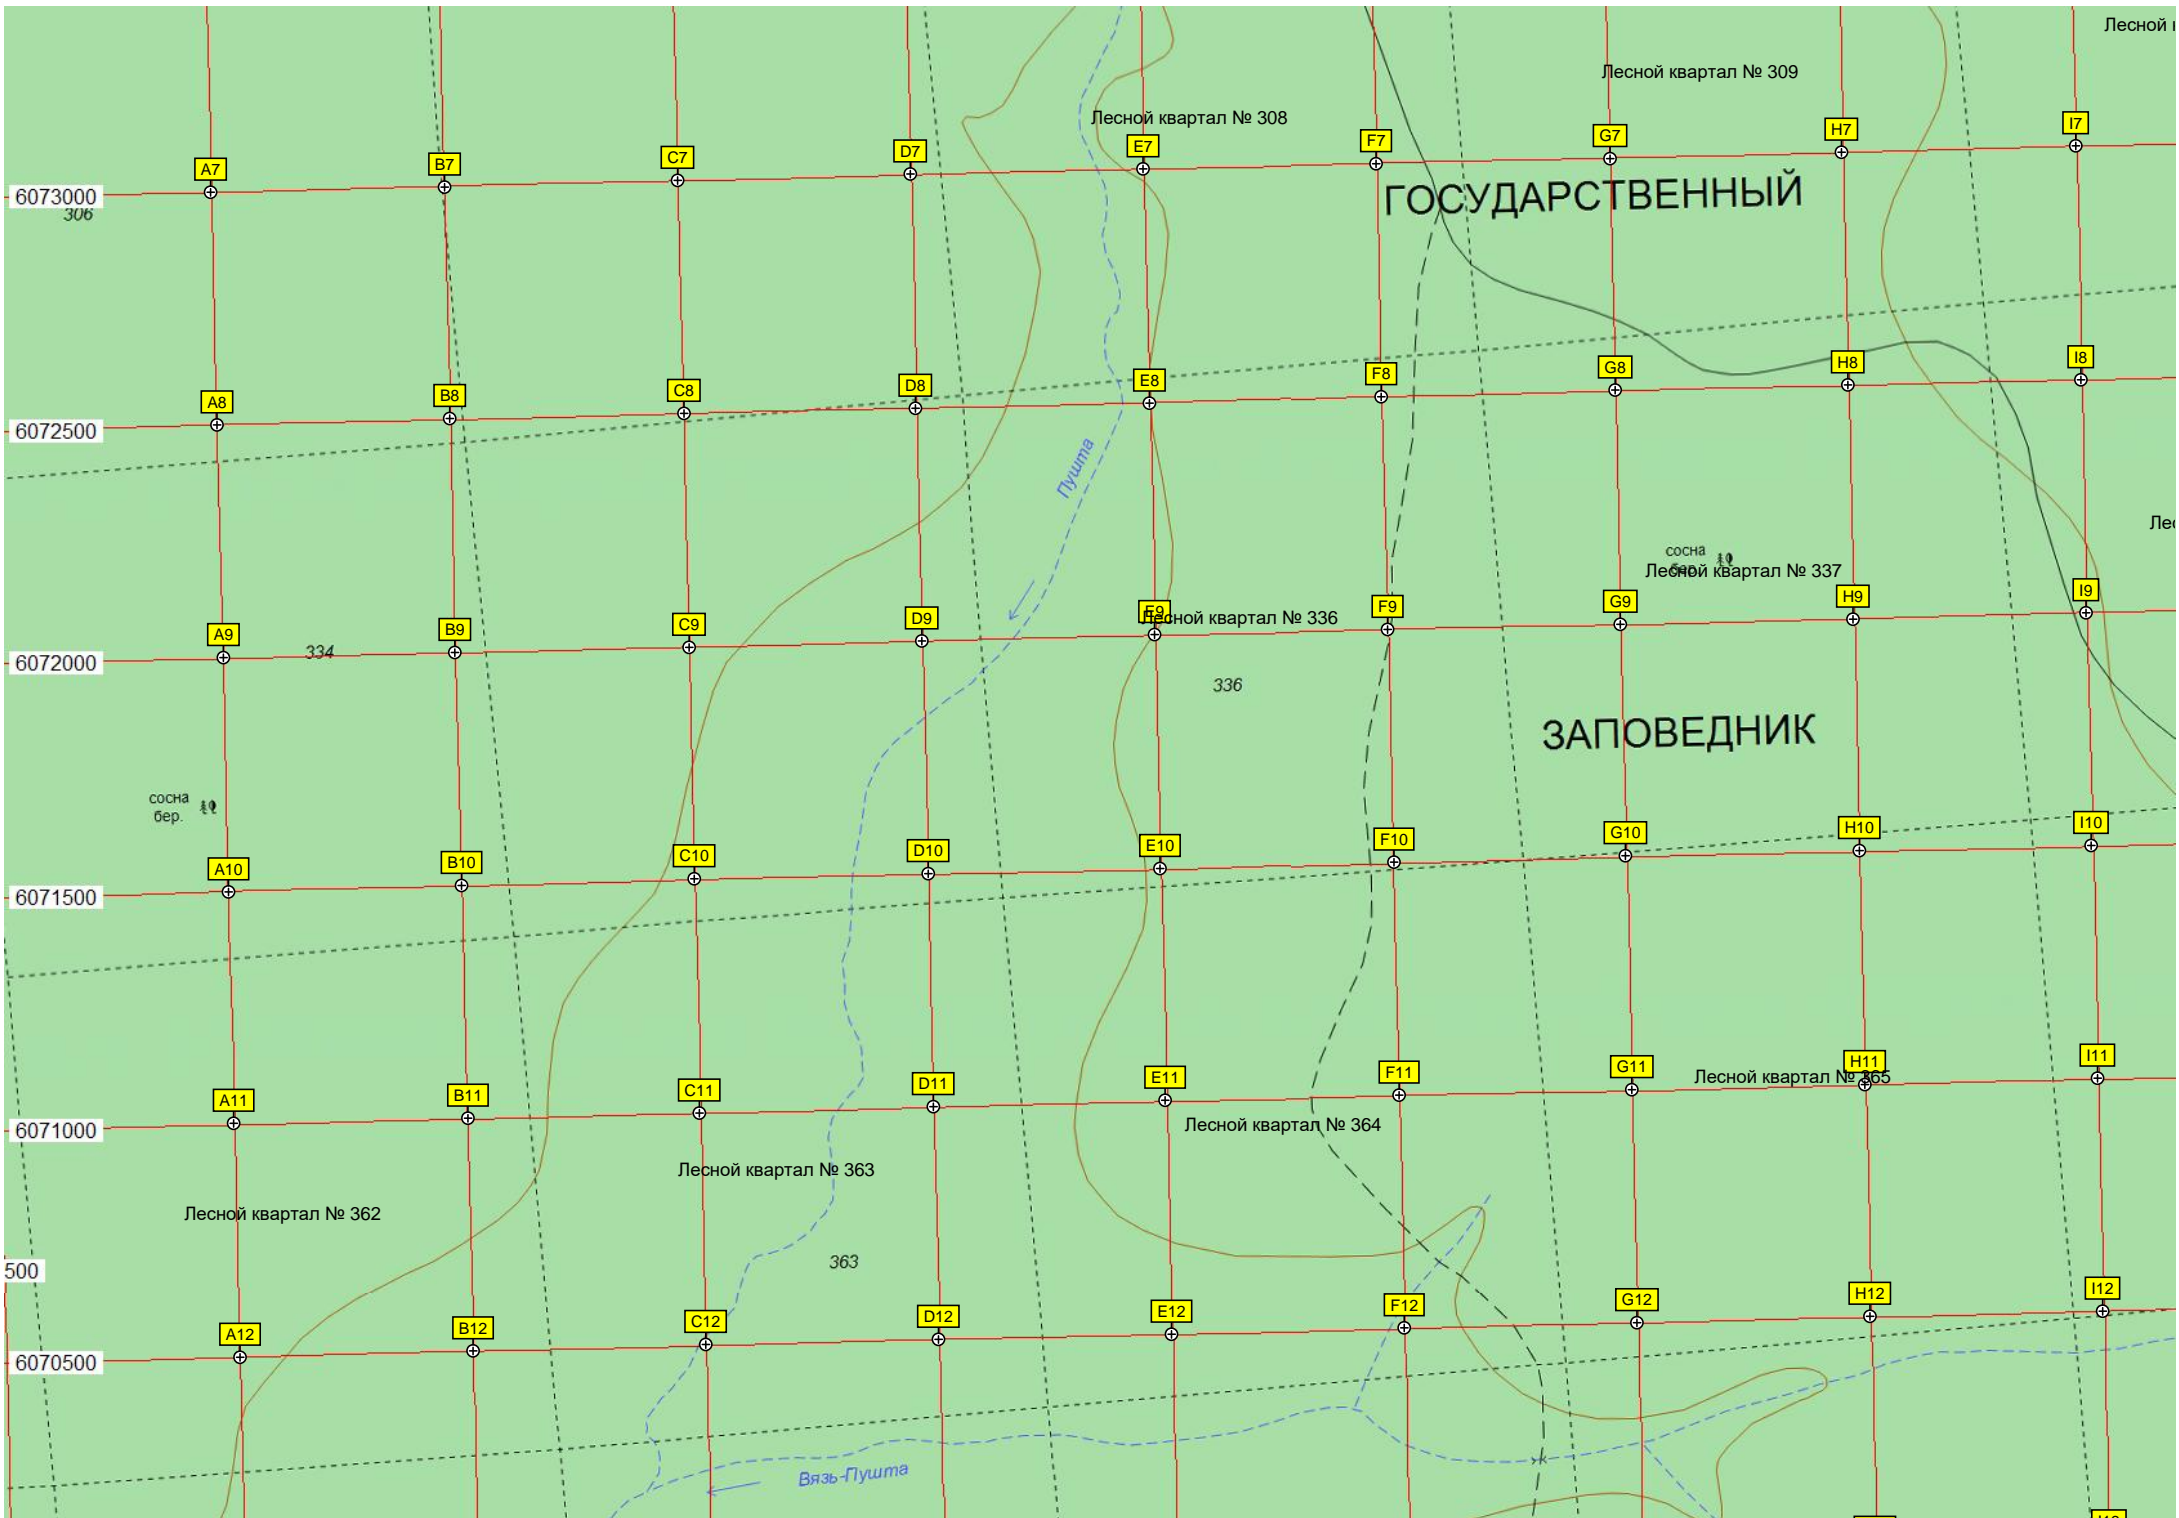 Лесной
Лесной квартал № 309
Лесной квартал № 308
A7
B7
C7
D7
E7
F7
G7
H7
I7
6073000
306
ГОСУДАРСТВЕННЫЙ
A8
B8
C8
D8
E8
F8
G8
H8
I8
6072500
Пушта
сосна
бер.
Лесной квартал № 337
A9
B9
C9
D9
E9
Лесной квартал № 336
F9
G9
H9
I9
6072000
334
336
ЗАПОВЕДНИК
сосна
бер.
A10
B10
C10
D10
E10
F10
G10
H10
I10
6071500
A11
B11
C11
D11
E11
F11
G11
H11
I11
Лесной квартал № 365
6071000
Лесной квартал № 364
Лесной квартал № 363
Лесной квартал № 362
363
500
A12
B12
C12
D12
E12
F12
G12
H12
I12
6070500
Вязь-Пушта